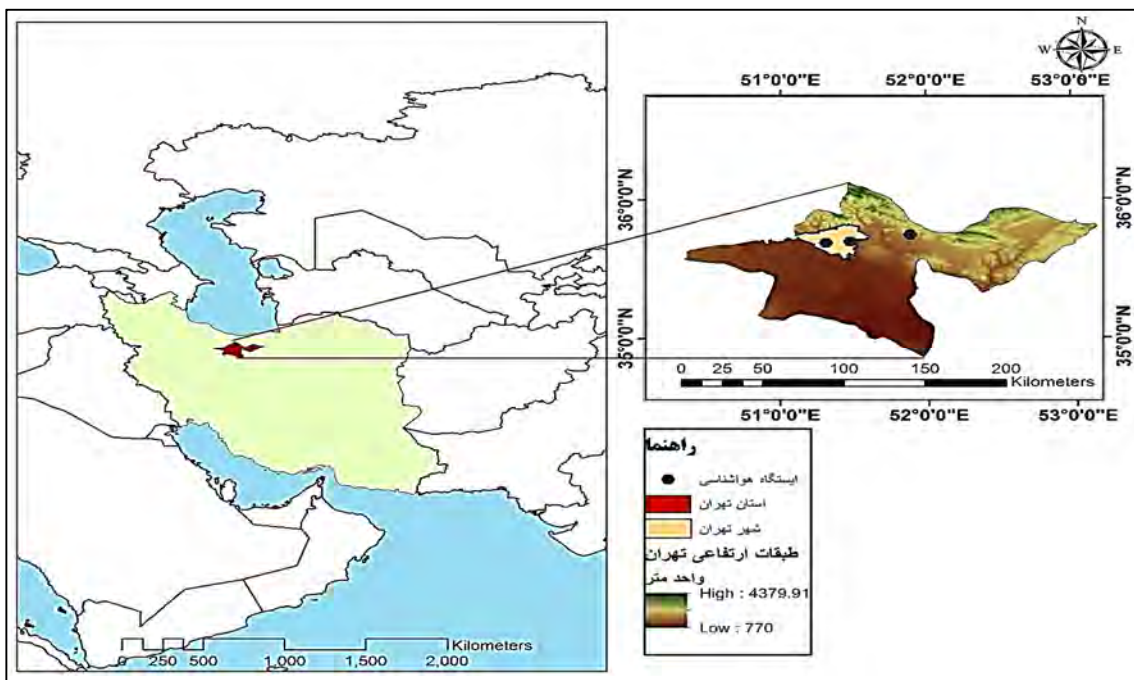 N
W E
S
51°0'0"E 52°0'0"E 53°0'0"E
36°0'0"N
36°0'0"N
35°0'0"N
35°0'0"N
0 25 50 100 150 200
Kilometers
51°0'0"E 52°0'0"E 53°0'0"E
راهنما
ایستگاه هواشناسی
استان تهران
شهر تهران
طبقات ارتفاعی تهران
واحد متر
High : 4379.91
Low : 770
Kilometers
0 250 500 1,000 1,500 2,000